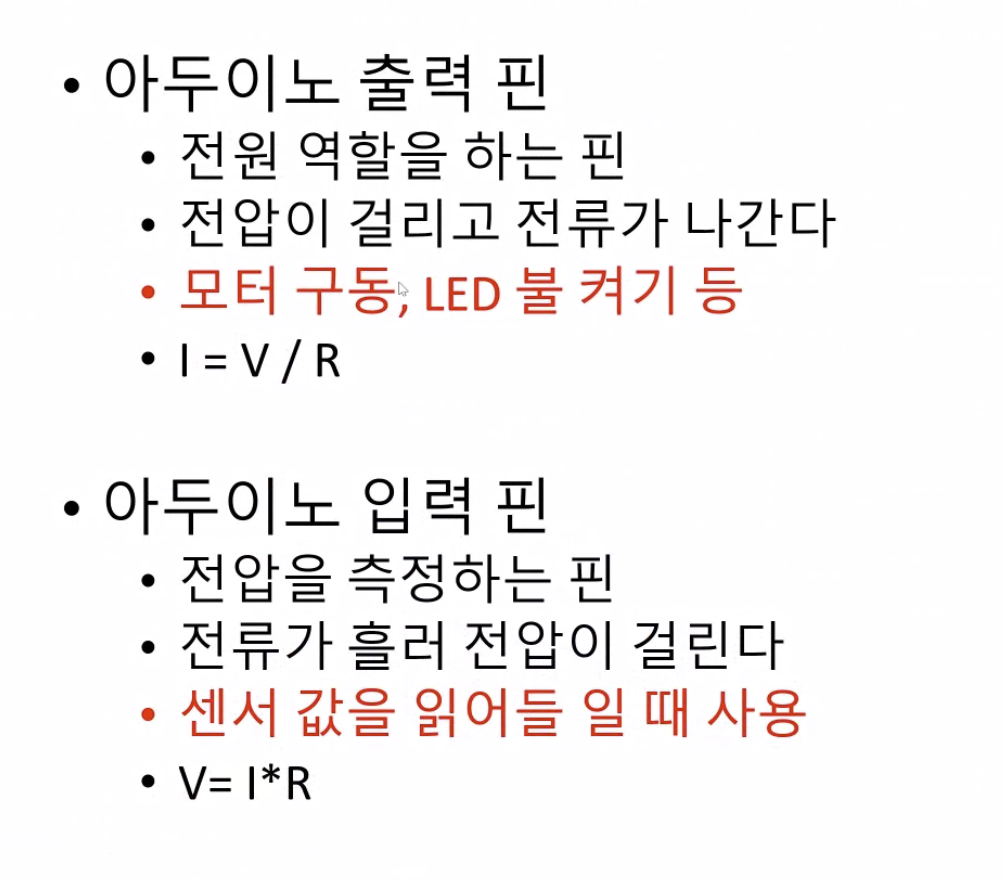 • 아두이노 출력 핀
• 전원 역할을 하는 핀
• 전압이 걸리고 전류가 나간다
• 모터 구동, LED 불 켜기 등
• I = V / R
• 아두이노 입력 핀
• 전압을 측정하는 핀
• 전류가 흘러 전압이 걸린다
• 센서 값을 읽어들 일 때 사용
• V= I*R